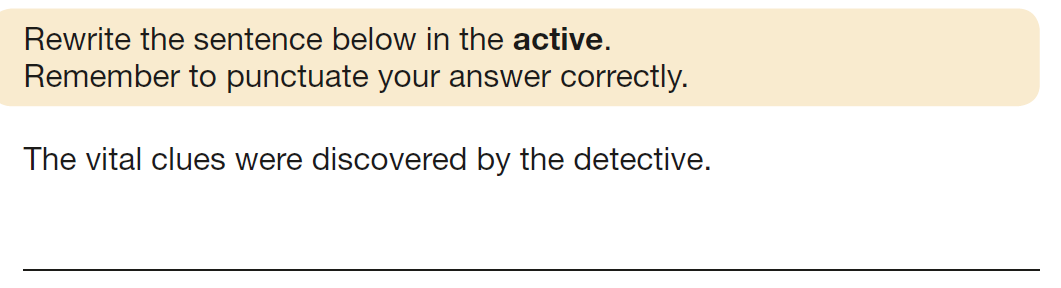 Rewrite the sentence below in the active.
Remember to punctuate your answer correctly.
The vital clues were discovered by the detective.